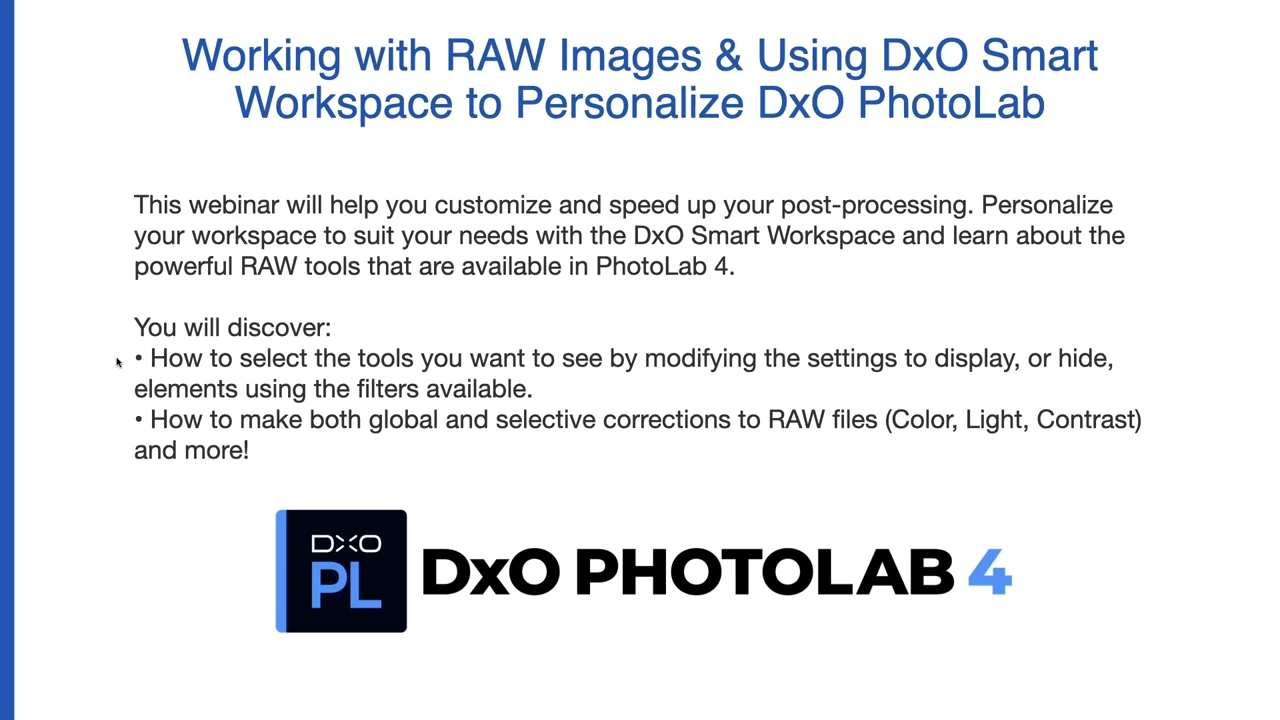 Working with RAW Images & Using DxO Smart
Workspace to Personalize DxO PhotoLab
This webinar will help you customize and speed up your post-processing. Personalize
your workspace to suit your needs with the DxO Smart Workspace and learn about the
powerful RAW tools that are available in PhotoLab 4.
You will discover:
• How to select the tools you want to see by modifying the settings to display, or hide,
elements using the filters available.
• How to make both global and selective corrections to RAW files (Color, Light, Contrast)
and more!
DXO
PL
DxO PHOTOLAB 4